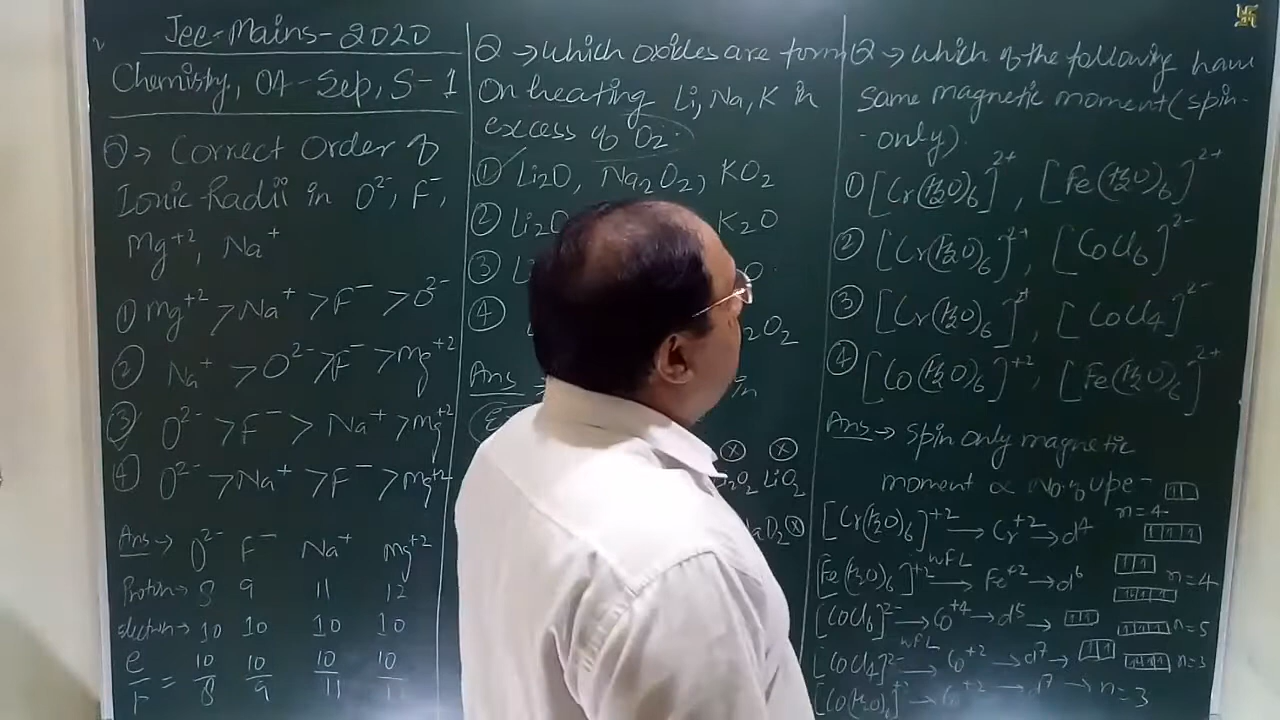 Jee-Mains-2020
Chemistry, 04-Sep, S-1
Q → Correct Order of
Ionic Radii in O²⁻, F⁻,
Mg⁺², Na⁺
① Mg⁺² > Na⁺ > F⁻ > O²⁻
② Na⁺ > O²⁻ > F⁻ > Mg⁺²
③ O²⁻ > F⁻ > Na⁺ > Mg⁺²
④ O²⁻ > Na⁺ > F⁻ > Mg⁺²
Ans → O²⁻ F⁻ Na⁺ Mg⁺²
Proton → 8 9 11 12
Electron → 10 10 10 10
e/P = 10/8 10/9 10/11 10
Q → Which oxides are form
On heating Li, Na, K in
excess of O₂.
① Li₂O, Na₂O₂, KO₂
② Li₂O K₂O
③
④ ₂O₂
Ans in
LiO₂
Q → Which of the following have
Same magnetic moment (spin-
-only).
① [Cr(H₂O)₆]²⁺, [Fe(H₂O)₆]²⁺
② [Cr(H₂O)₆]²⁺, [CoCl₆]²⁻
③ [Cr(H₂O)₆]²⁺, [CoCl₄]²⁻
④ [Co(H₂O)₆]⁺², [Fe(H₂O)₆]²⁺
Ans → Spin only magnetic
moment ∝ No. of upe-
[Cr(H₂O)₆]⁺² → Cr⁺² → d⁴ n=4
[Fe(H₂O)₆]⁺² WFL → Fe⁺² → d⁶ n=4
[CoCl₆]²⁻ → Co⁺⁴ → d⁵ → n=5
[CoCl₄]²⁻ WFL → Co⁺² → d⁷ → n=3
[Co(H₂O)₆]⁺² → Co⁺² → d⁷ → n=3